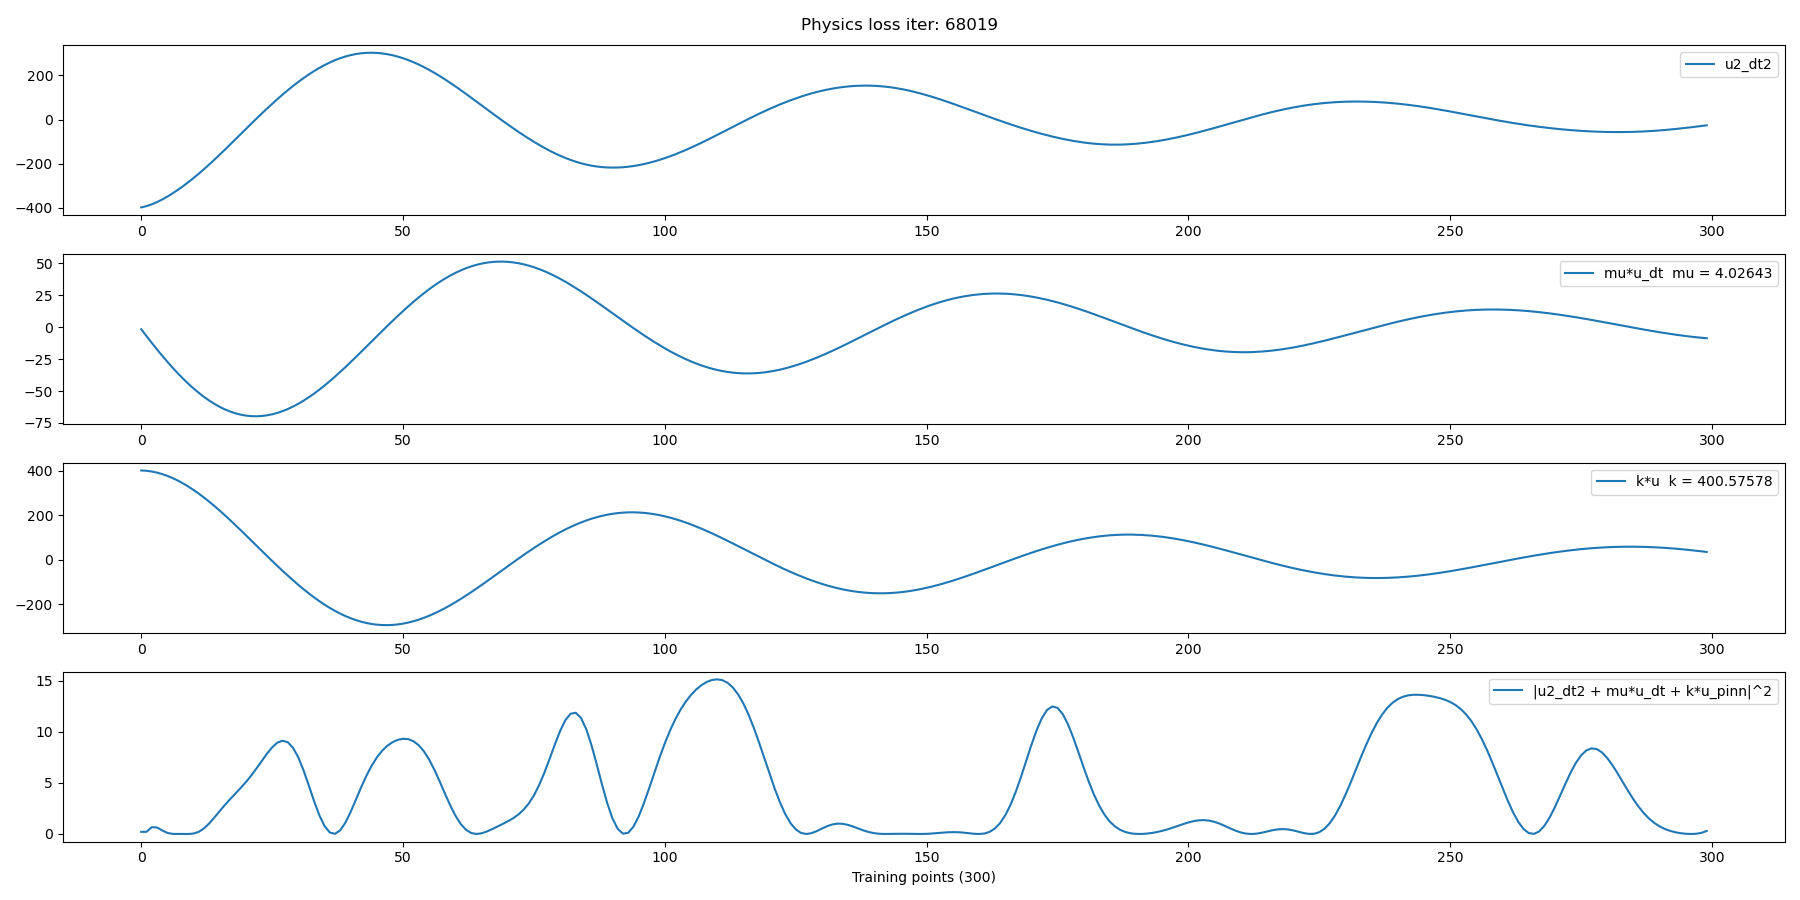 Physics loss iter: 68019
u2_dt2
200
0
−200
−400
0 50 100 150 200 250 300
mu*u_dt  mu = 4.02643
50
25
0
−25
−50
−75
0 50 100 150 200 250 300
k*u  k = 400.57578
400
200
0
−200
0 50 100 150 200 250 300
|u2_dt2 + mu*u_dt + k*u_pinn|^2
15
10
5
0
0 50 100 150 200 250 300
Training points (300)